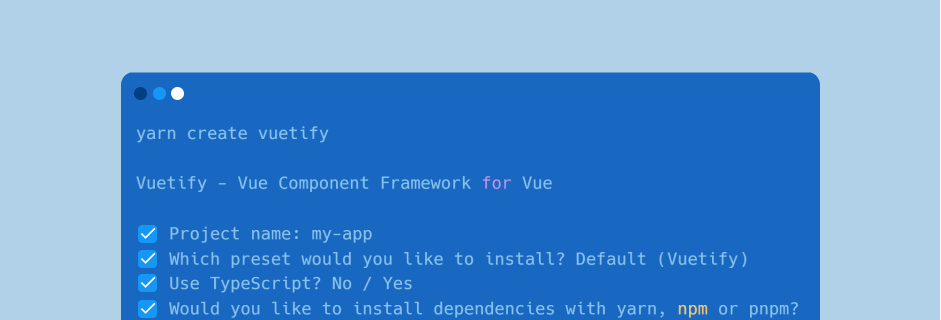 yarn create vuetify
Vuetify - Vue Component Framework for Vue
Project name: my-app
Which preset would you like to install? Default (Vuetify)
Use TypeScript? No / Yes
Would you like to install dependencies with yarn, npm or pnpm?